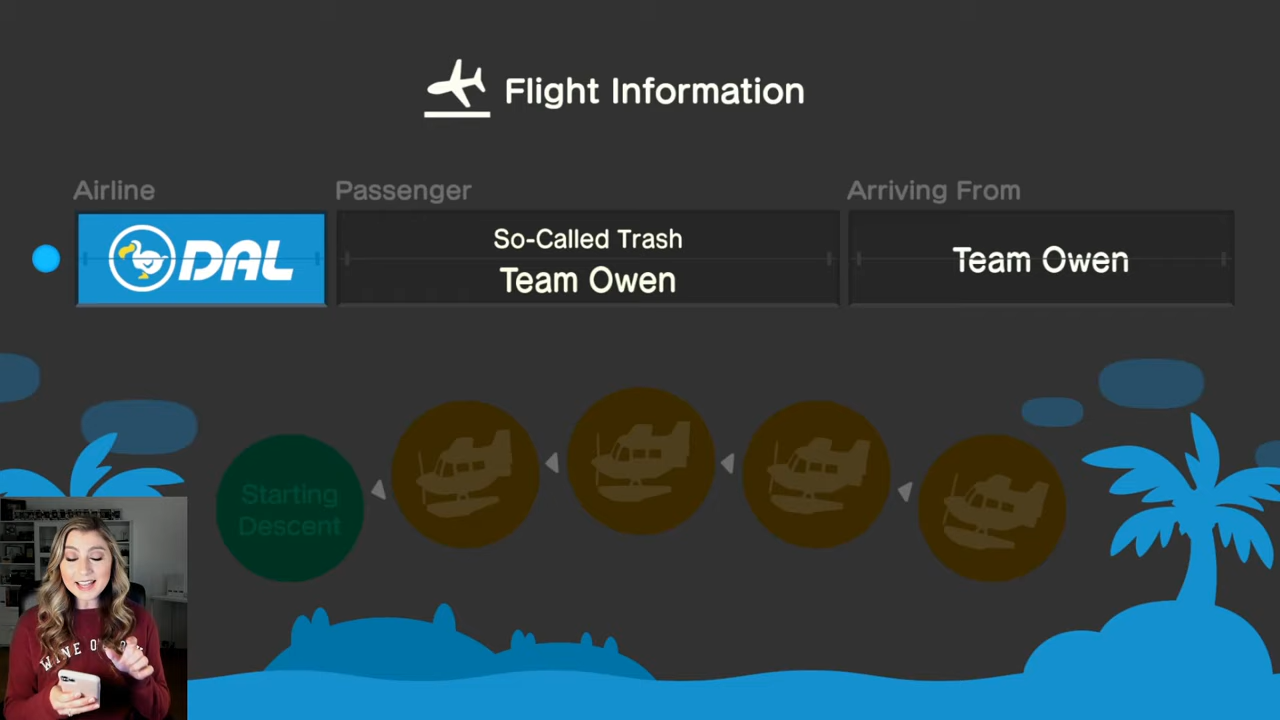 Flight Information
Airline
Passenger
Arriving From
DAL
So-Called Trash
Team Owen
Team Owen
Starting
Descent